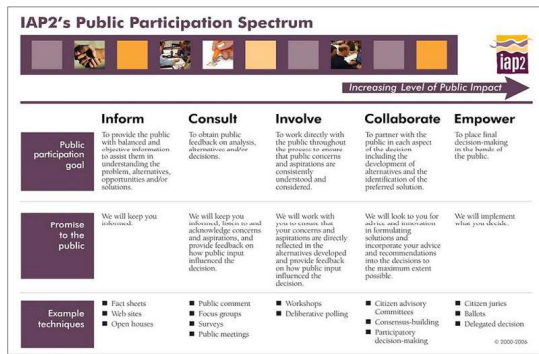 IAP2's Public Participation Spectrum
iap2
Increasing Level of Public Impact
Inform
Consult
Involve
Collaborate
Empower
Public
participation
goal
To provide the public
with balanced and
objective information
to assist them in
understanding the
problem, alternatives,
opportunities and/or
solutions.
To obtain public
feedback on analysis,
alternatives and/or
decisions.
To work directly with
the public throughout
the process to ensure
that public concerns
and aspirations are
consistently
understood and
considered.
To partner with the
public in each aspect
of the decision
including the
development of
alternatives and the
identification of the
preferred solution.
To place final
decision-making
in the hands of
the public.
Promise
to the
public
We will keep you
informed.
We will keep you
informed, listen to and
acknowledge concerns
and aspirations, and
provide feedback on
how public input
influenced the
decision.
We will work with
you to ensure that
your concerns and
aspirations are directly
reflected in the
alternatives developed
and provide feedback
on how public input
influenced the
decision.
We will look to you for
advice and innovation
in formulating
solutions and
incorporate your advice
and recommendations
into the decisions to
the maximum extent
possible.
We will implement
what you decide.
Example
techniques
■ Fact sheets
■ Web sites
■ Open houses
■ Public comment
■ Focus groups
■ Surveys
■ Public meetings
■ Workshops
■ Deliberative polling
■ Citizen advisory
Committees
■ Consensus-building
■ Participatory
decision-making
■ Citizen juries
■ Ballots
■ Delegated decision
© 2000-2006